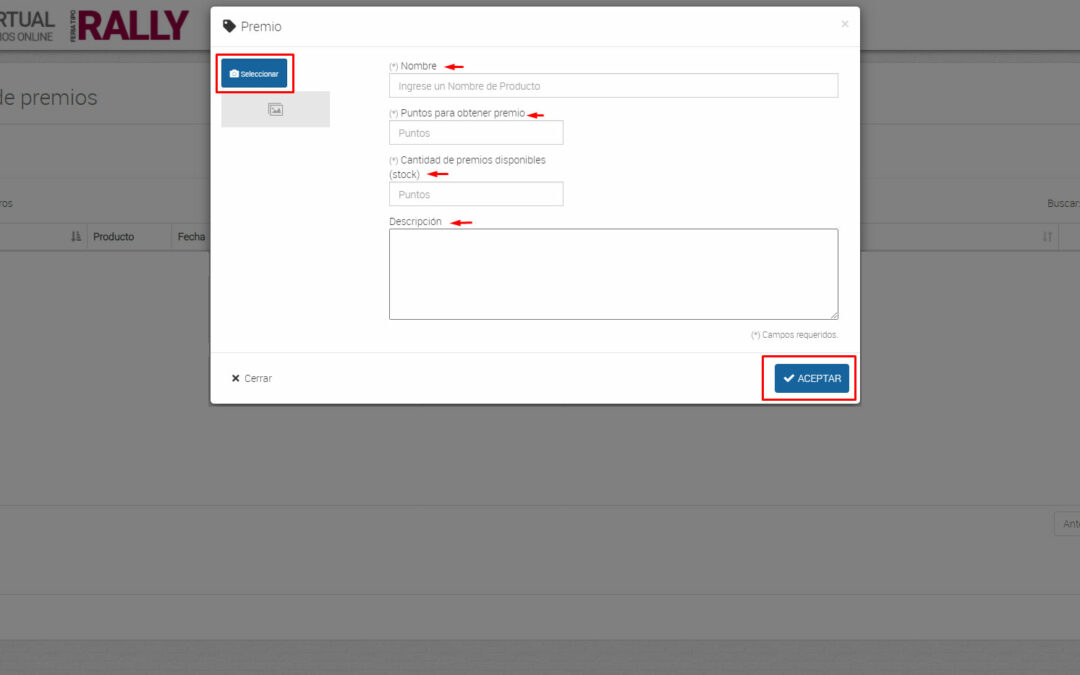 RTUAL
IOS ONLINE
FERIA TIPO
RALLY
Premio
×
Seleccionar
(*) Nombre
Ingrese un Nombre de Producto
de premios
(*) Puntos para obtener premio
Puntos
(*) Cantidad de premios disponibles
(stock)
Puntos
ros
Buscar:
Descripción
Producto
Fecha
(*) Campos requeridos.
Cerrar
ACEPTAR
Ante